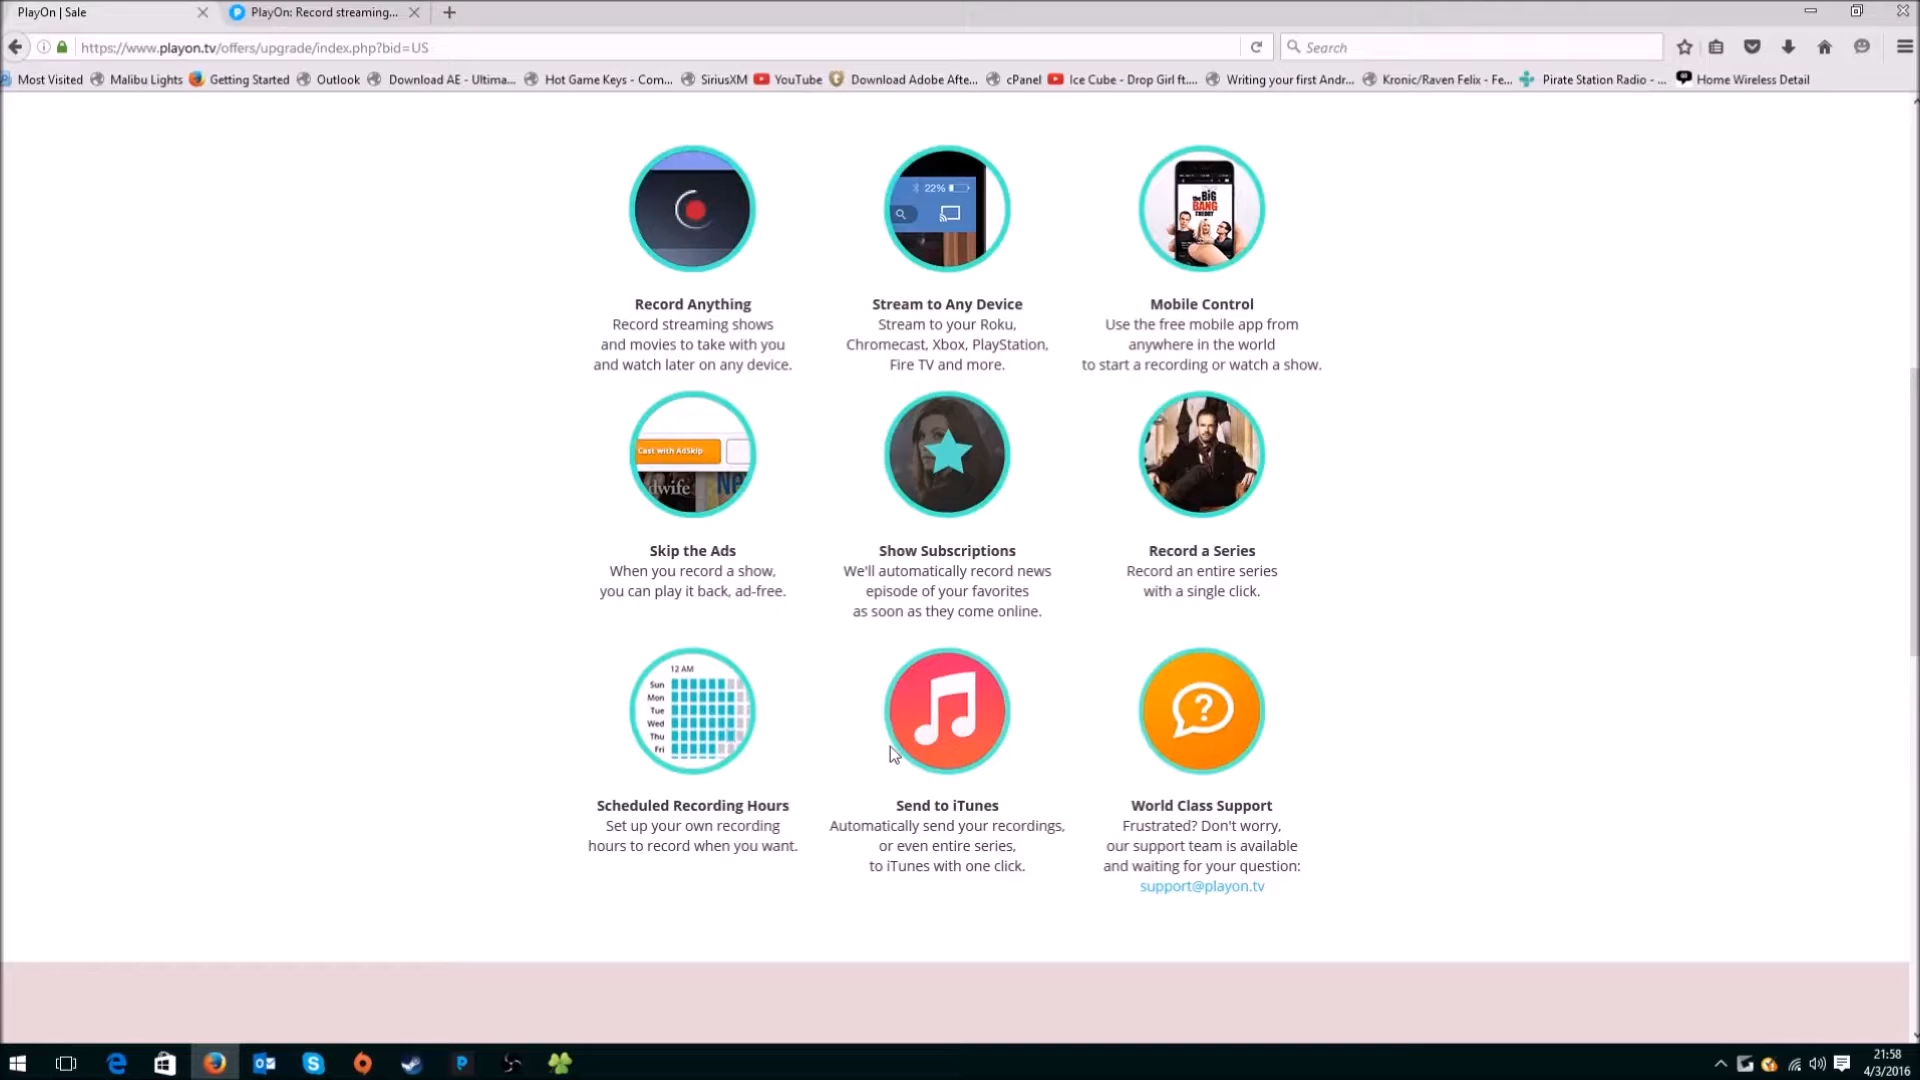 PlayOn | Sale
PlayOn: Record streaming...
https://www.playon.tv/offers/upgrade/index.php?bid=US
Search
Most Visited
Malibu Lights
Getting Started
Outlook
Download AE - Ultima...
Hot Game Keys - Com...
SiriusXM
YouTube
Download Adobe Afte...
cPanel
Ice Cube - Drop Girl ft....
Writing your first Andr...
Kronic/Raven Felix - Fe...
Pirate Station Radio - ...
Home Wireless Detail
22%
the BIG
BANG
THEORY
Record Anything
Record streaming shows
and movies to take with you
and watch later on any device.
Stream to Any Device
Stream to your Roku,
Chromecast, Xbox, PlayStation,
Fire TV and more.
Mobile Control
Use the free mobile app from
anywhere in the world
to start a recording or watch a show.
Cast with AdSkip
dwife
Ne
Skip the Ads
When you record a show,
you can play it back, ad-free.
Show Subscriptions
We'll automatically record news
episode of your favorites
as soon as they come online.
Record a Series
Record an entire series
with a single click.
12 AM
Sun
Mon
Tue
Wed
Thu
Fri
?
Scheduled Recording Hours
Set up your own recording
hours to record when you want.
Send to iTunes
Automatically send your recordings,
or even entire series,
to iTunes with one click.
World Class Support
Frustrated? Don't worry,
our support team is available
and waiting for your question:
support@playon.tv
21:58
4/3/2016